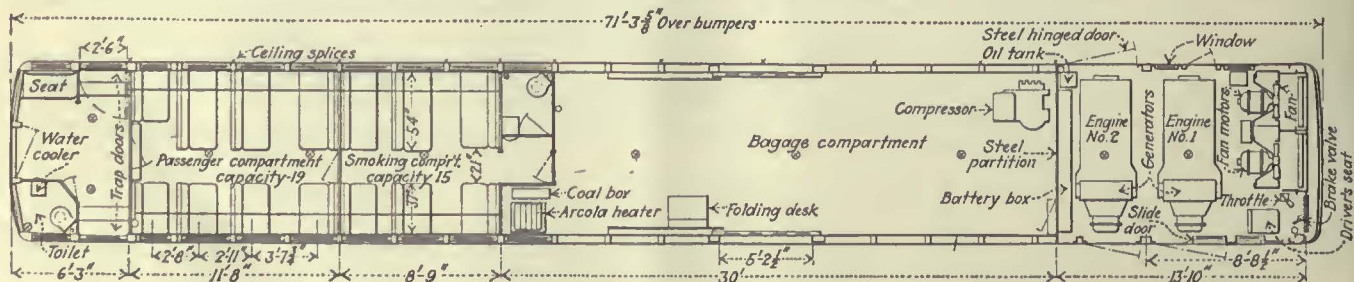 71'-3 5/8" Over bumpers
2'-6"
Ceiling splices
Steel hinged door
Oil tank
Window
Seat
Water
cooler
Trap doors
Passenger compartment
capacity-19
54"
Smoking comp't.
capacity 15
21"
37"
Coal box
Arcola heater
Folding desk
Bagage compartment
Compressor
Steel
partition
Battery box
Engine
No.2
Generators
Engine
No.1
Fan motors
Fan
Throttle
Slide
door
Brake valve
Driver's seat
Toilet
2'-8"
2'-11"
3'-7 3/4"
5'-2 1/2"
8'-8 1/2"
6'-3"
11'-8"
8'-9"
30'
13'-10"